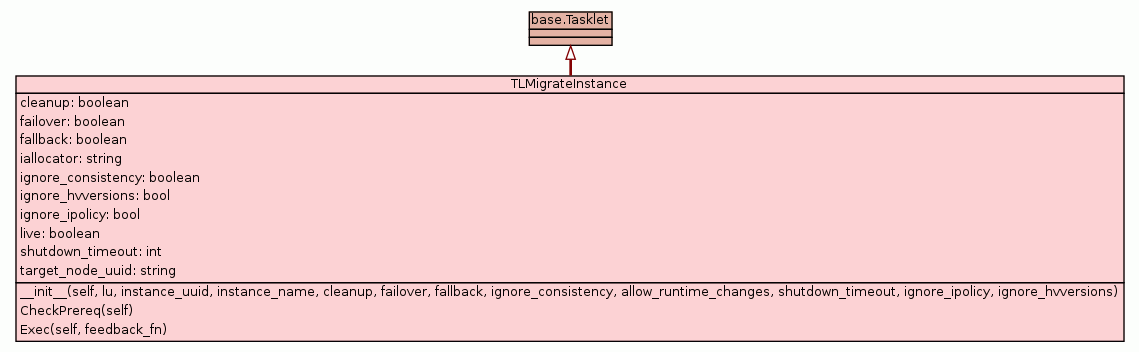 base.Tasklet
TLMigrateInstance
cleanup: boolean
failover: boolean
fallback: boolean
iallocator: string
ignore_consistency: boolean
ignore_hvversions: bool
ignore_ipolicy: bool
live: boolean
shutdown_timeout: int
target_node_uuid: string
__init__(self, lu, instance_uuid, instance_name, cleanup, failover, fallback, ignore_consistency, allow_runtime_changes, shutdown_timeout, ignore_ipolicy, ignore_hvversions)
CheckPrereq(self)
Exec(self, feedback_fn)